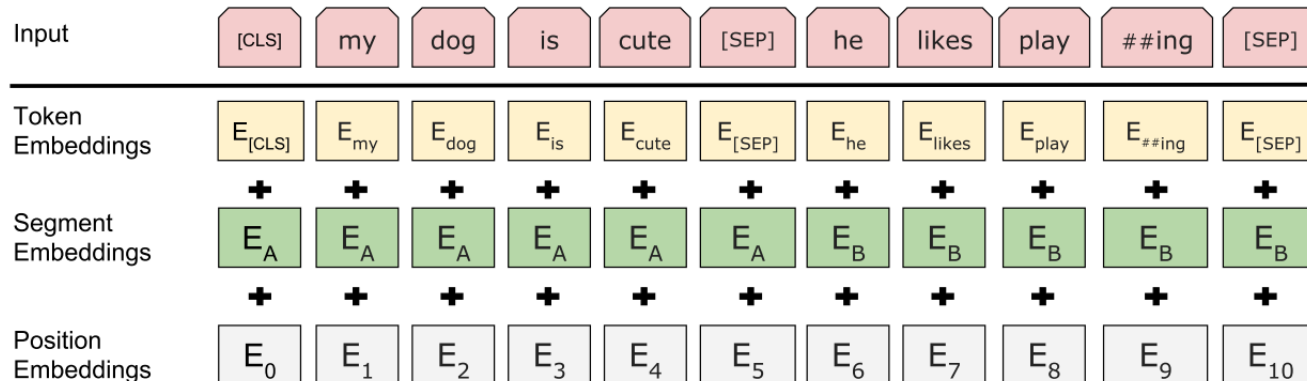 Input [CLS] my dog is cute [SEP] he likes play ##ing [SEP]
Token Embeddings E[CLS] Emy Edog Eis Ecute E[SEP] Ehe Elikes Eplay E##ing E[SEP]
+ + + + + + + + + + +
Segment Embeddings EA EA EA EA EA EA EB EB EB EB EB
+ + + + + + + + + + +
Position Embeddings E0 E1 E2 E3 E4 E5 E6 E7 E8 E9 E10